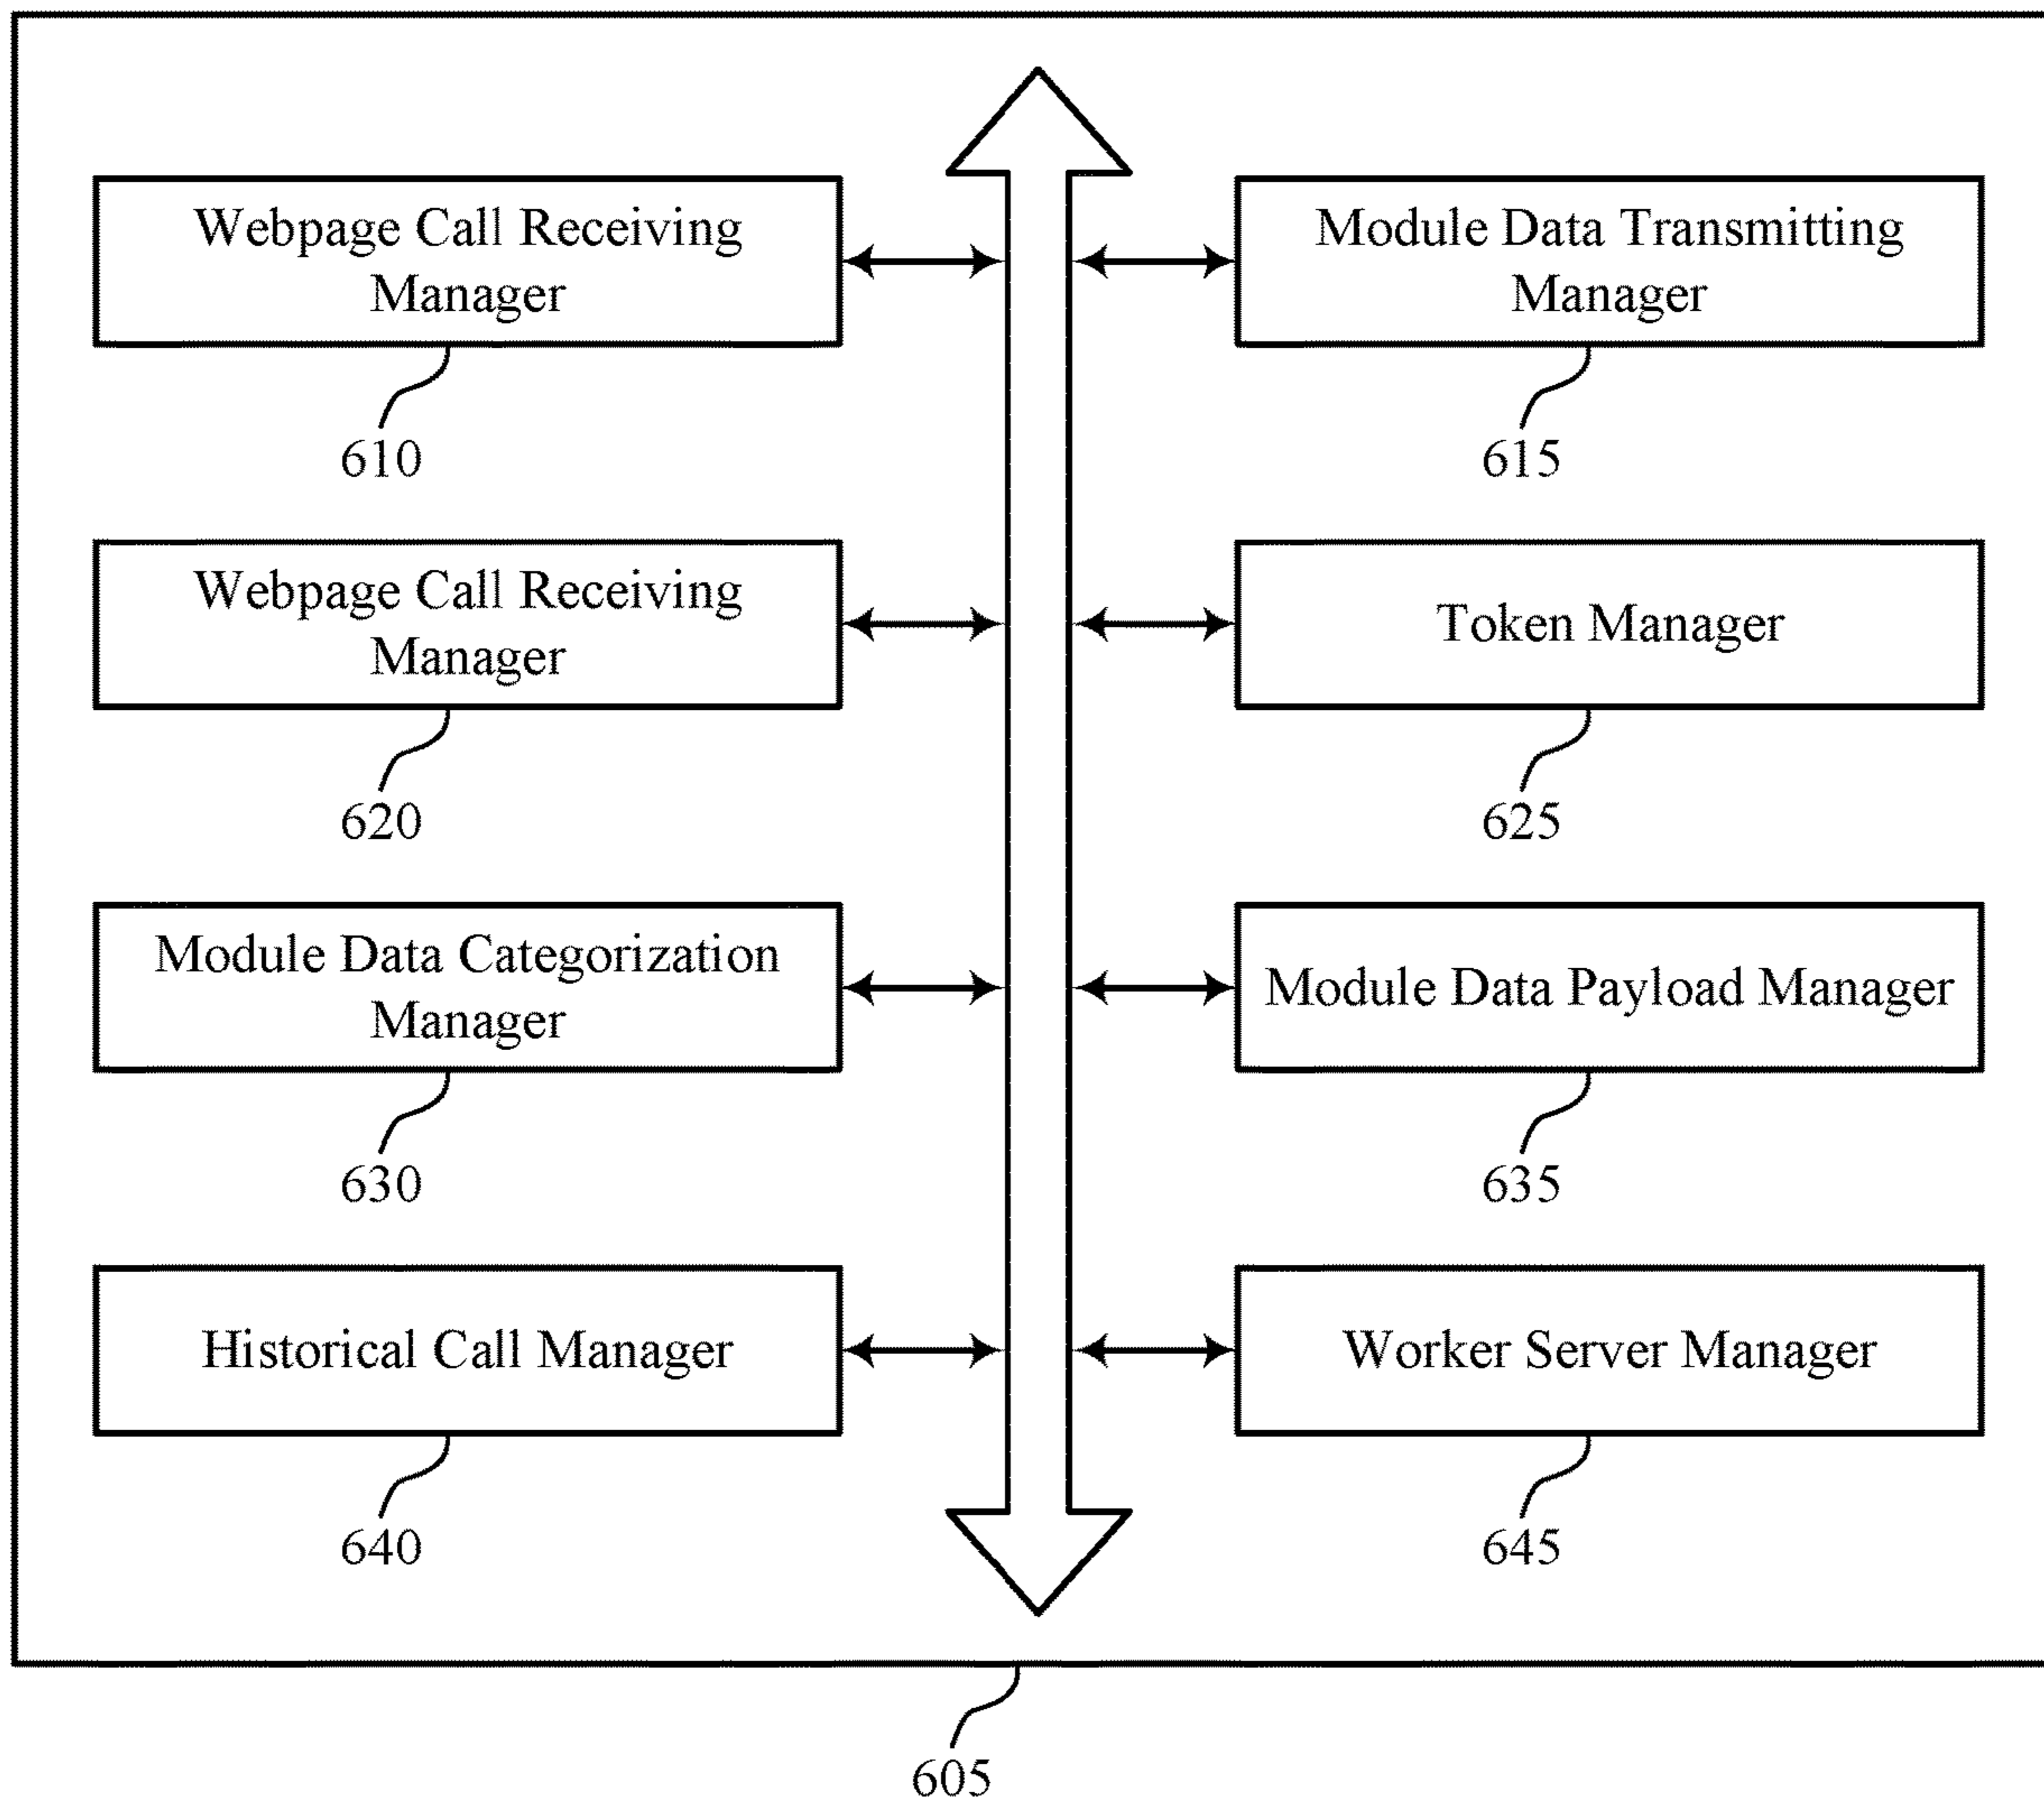 Webpage Call Receiving
Manager
610
Module Data Transmitting
Manager
615
Webpage Call Receiving
Manager
620
Token Manager
625
Module Data Categorization
Manager
630
Module Data Payload Manager
635
Historical Call Manager
640
Worker Server Manager
645
605